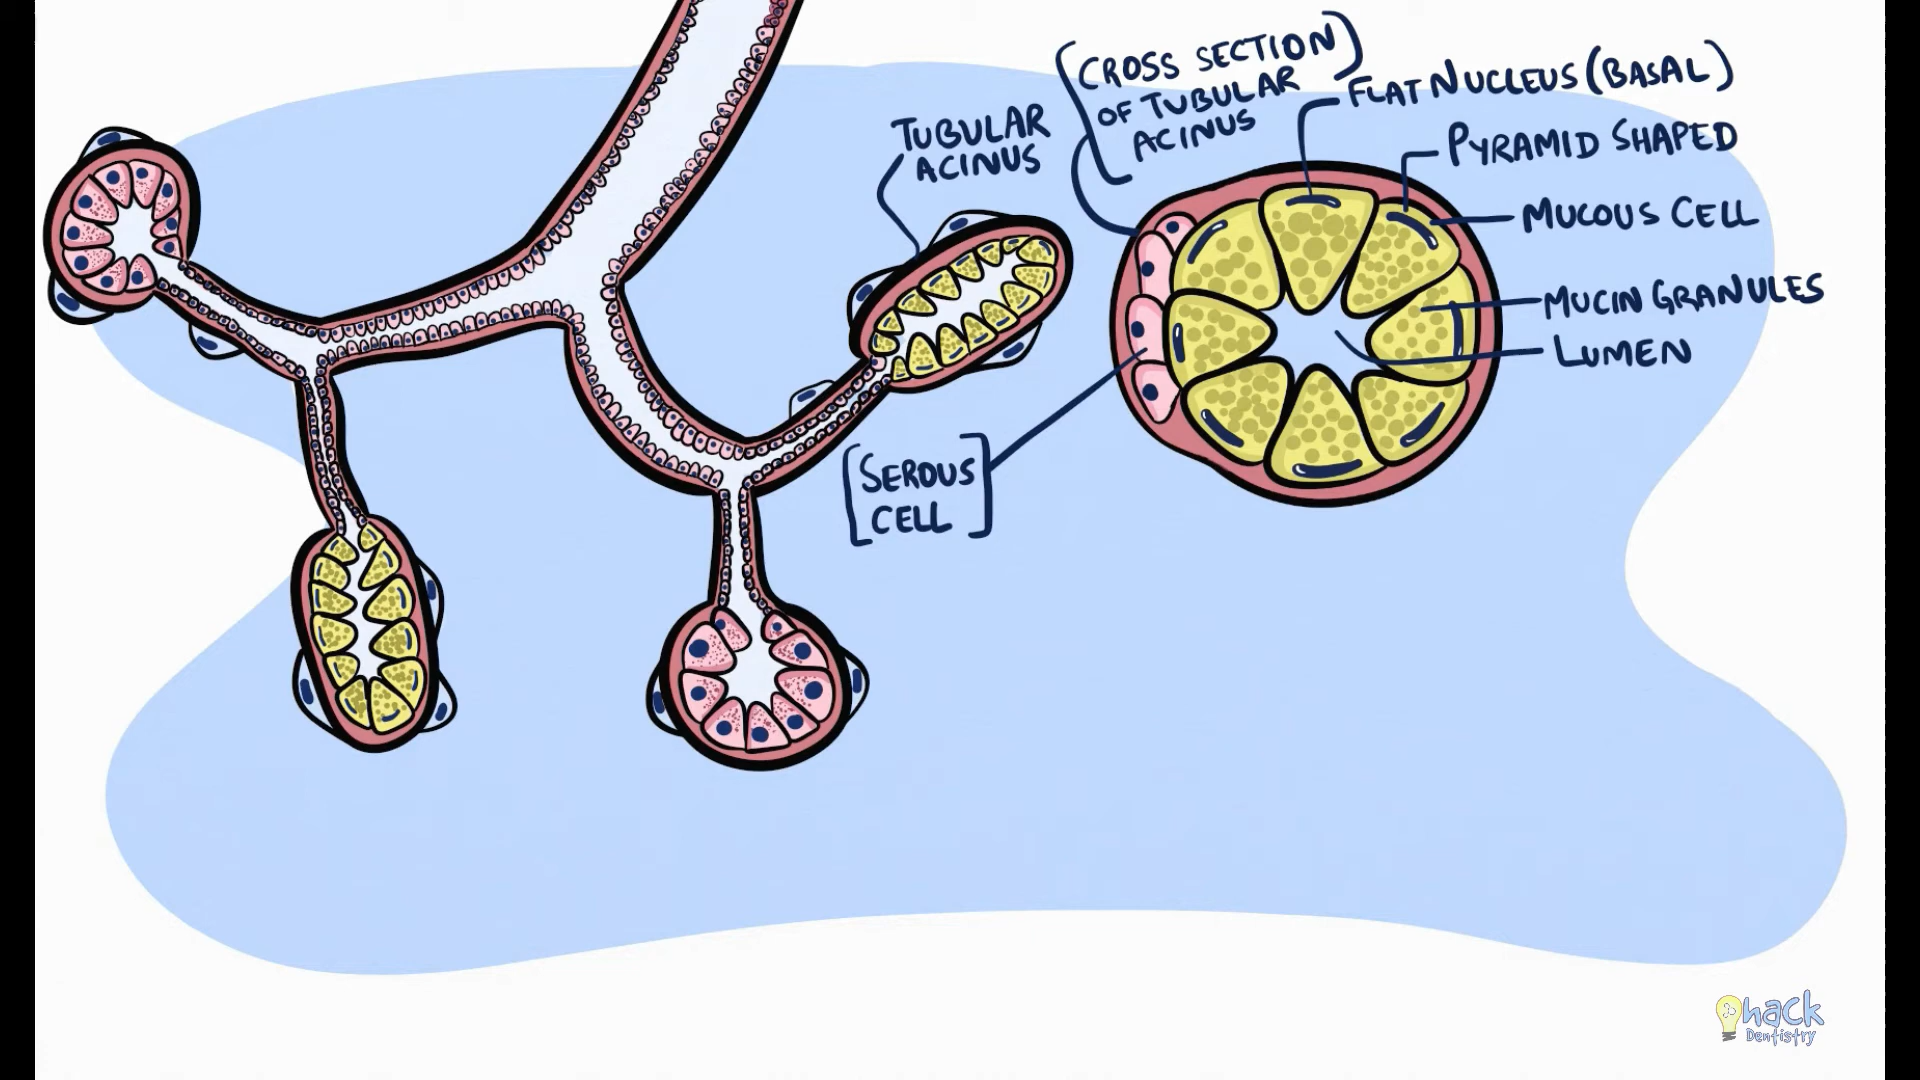 TUBULAR
ACINUS
(CROSS SECTION)
OF TUBULAR
ACINUS
FLAT NUCLEUS (BASAL)
PYRAMID SHAPED
MUCOUS CELL
MUCIN GRANULES
LUMEN
[SEROUS
CELL]
hack
Dentistry